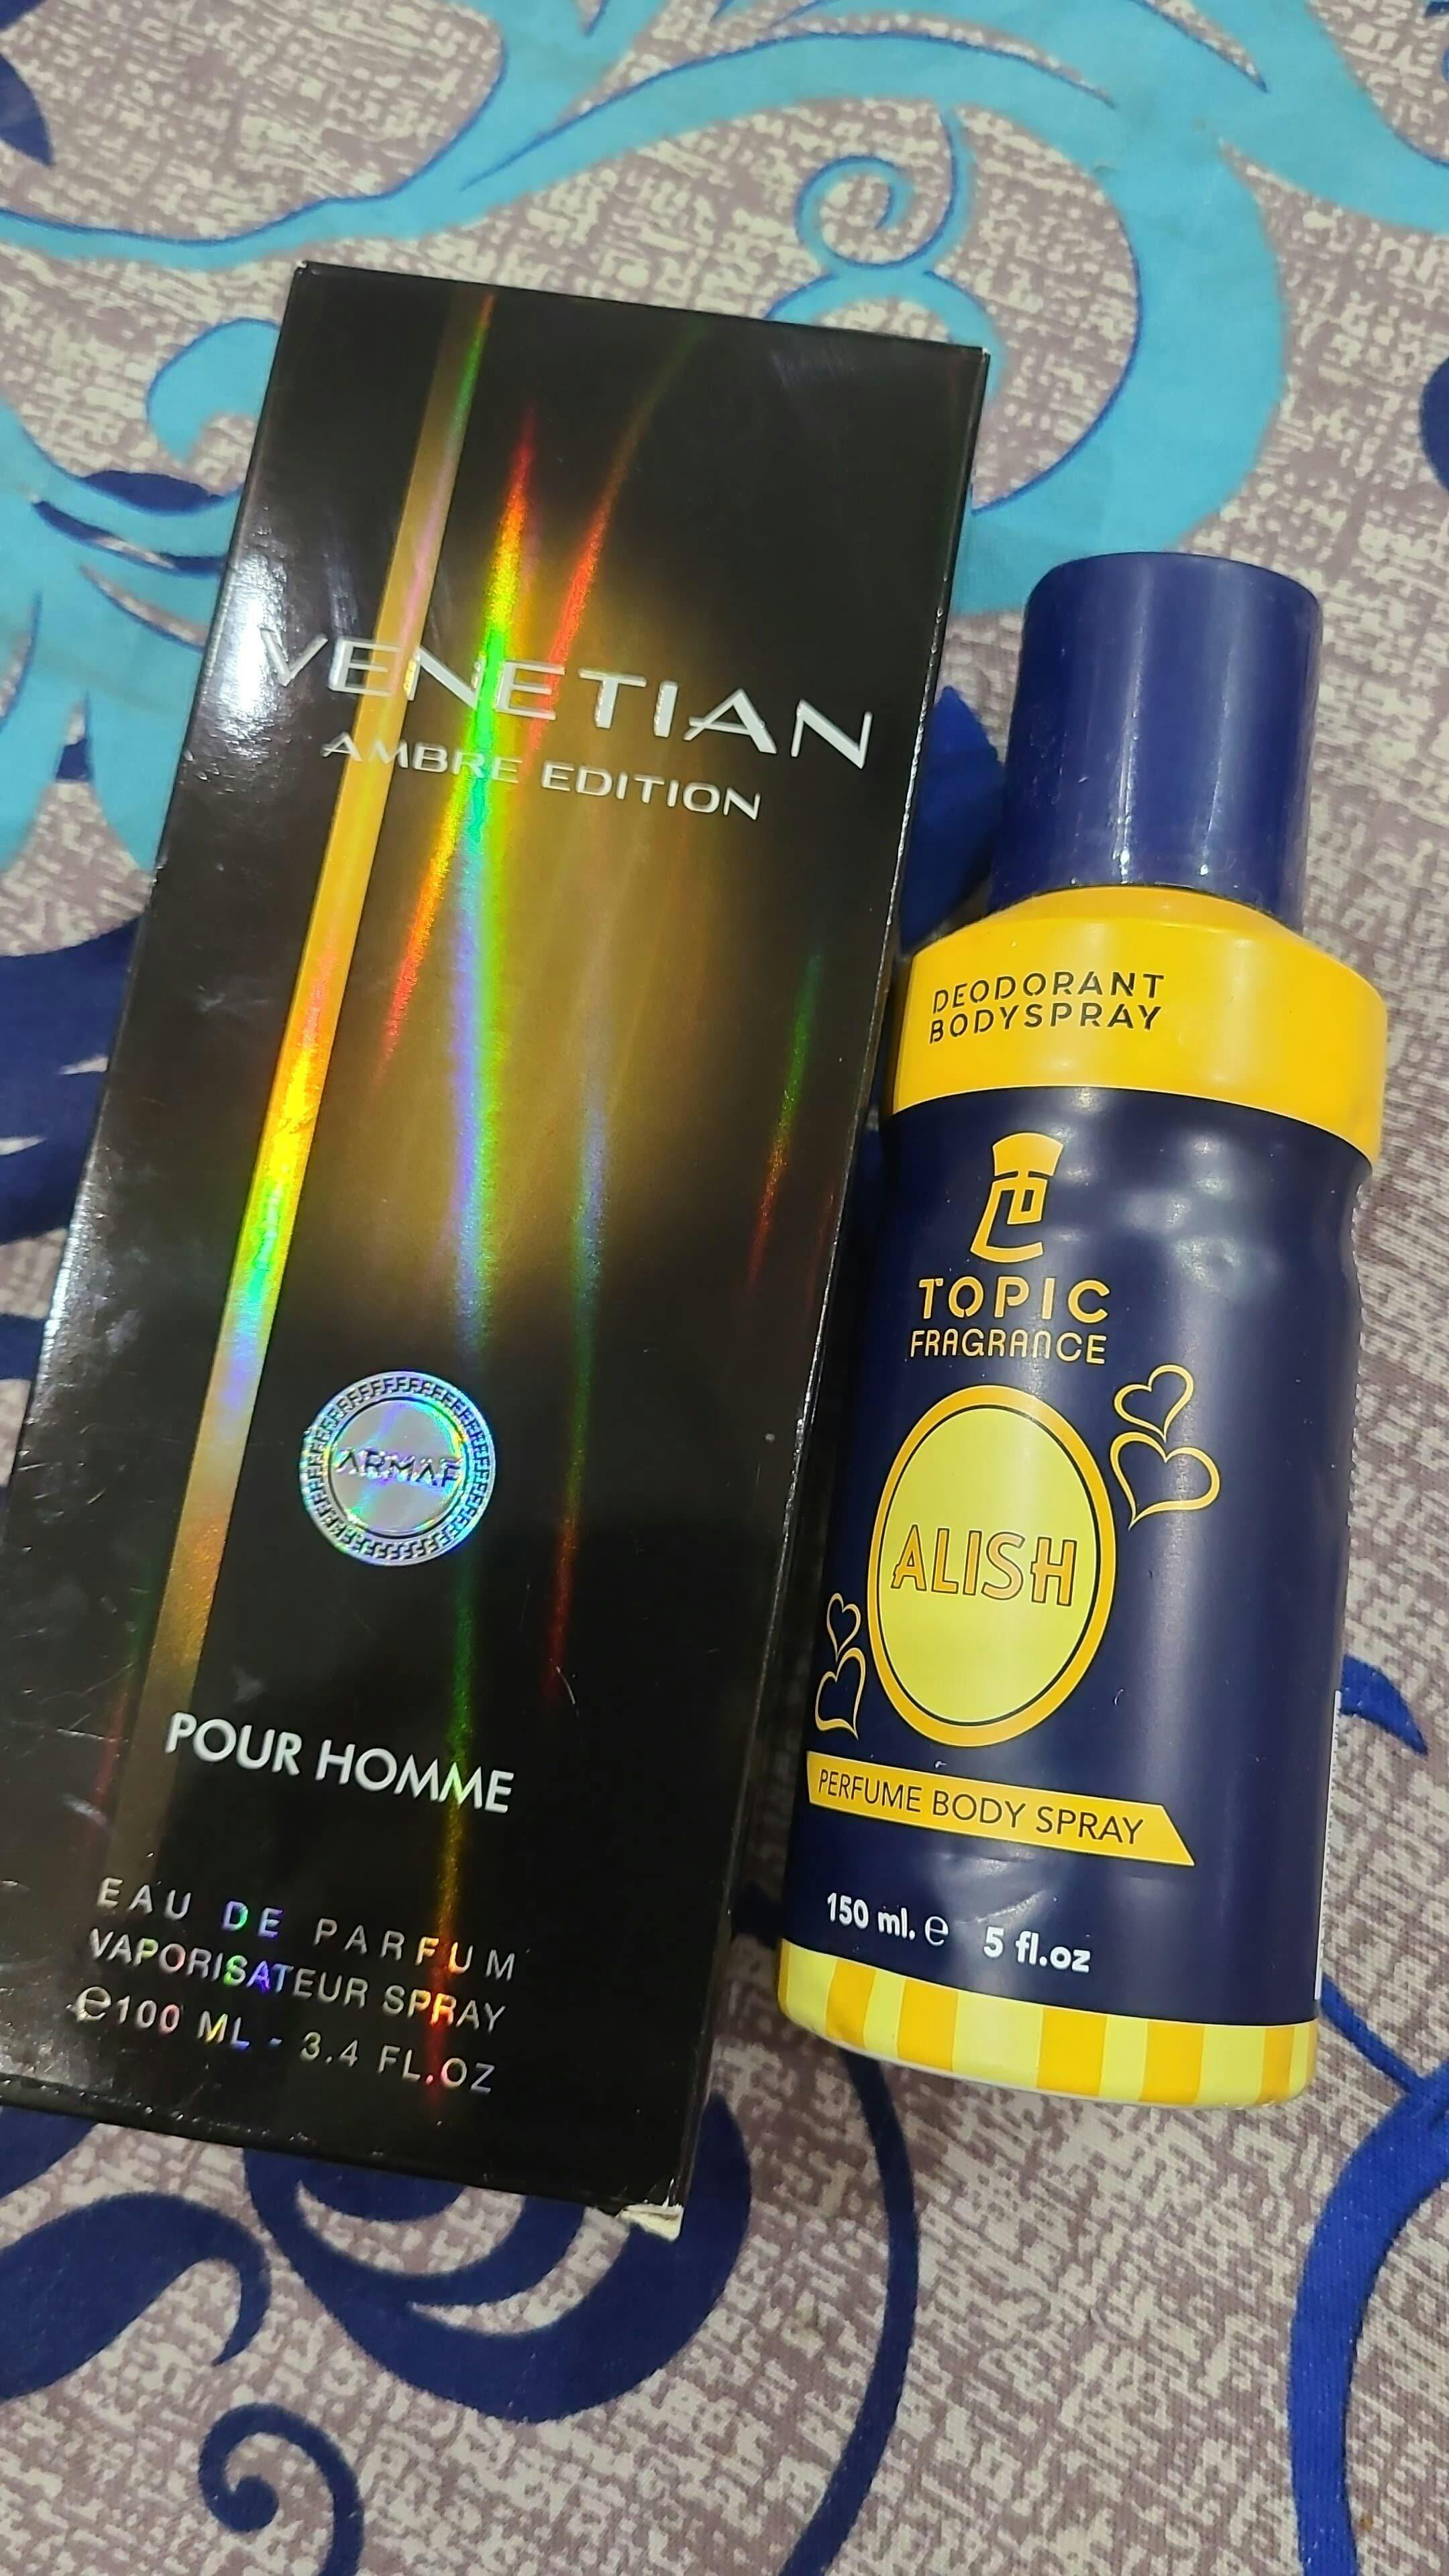 VENETIAN
AMBRE EDITION
ARMAF
POUR HOMME
EAU DE PARFUM
VAPORISATEUR SPRAY
℮100 ML - 3.4 FL.OZ
DEODORANT
BODYSPRAY
TOPIC
FRAGRANCE
ALISH
PERFUME BODY SPRAY
150 ml. ℮ 5 fl.oz